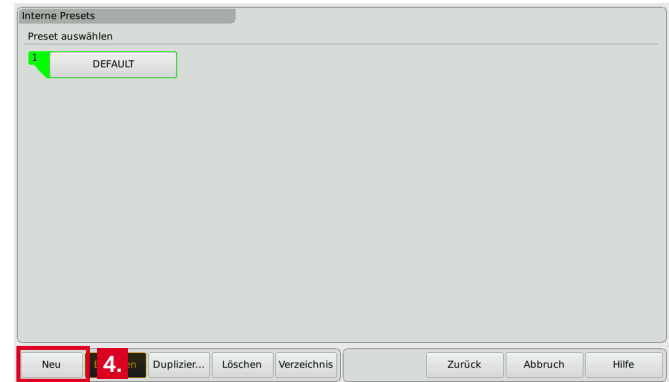 Interne Presets
Preset auswählen
1 DEFAULT
Neu 4. Duplizier... Löschen Verzeichnis Zurück Abbruch Hilfe